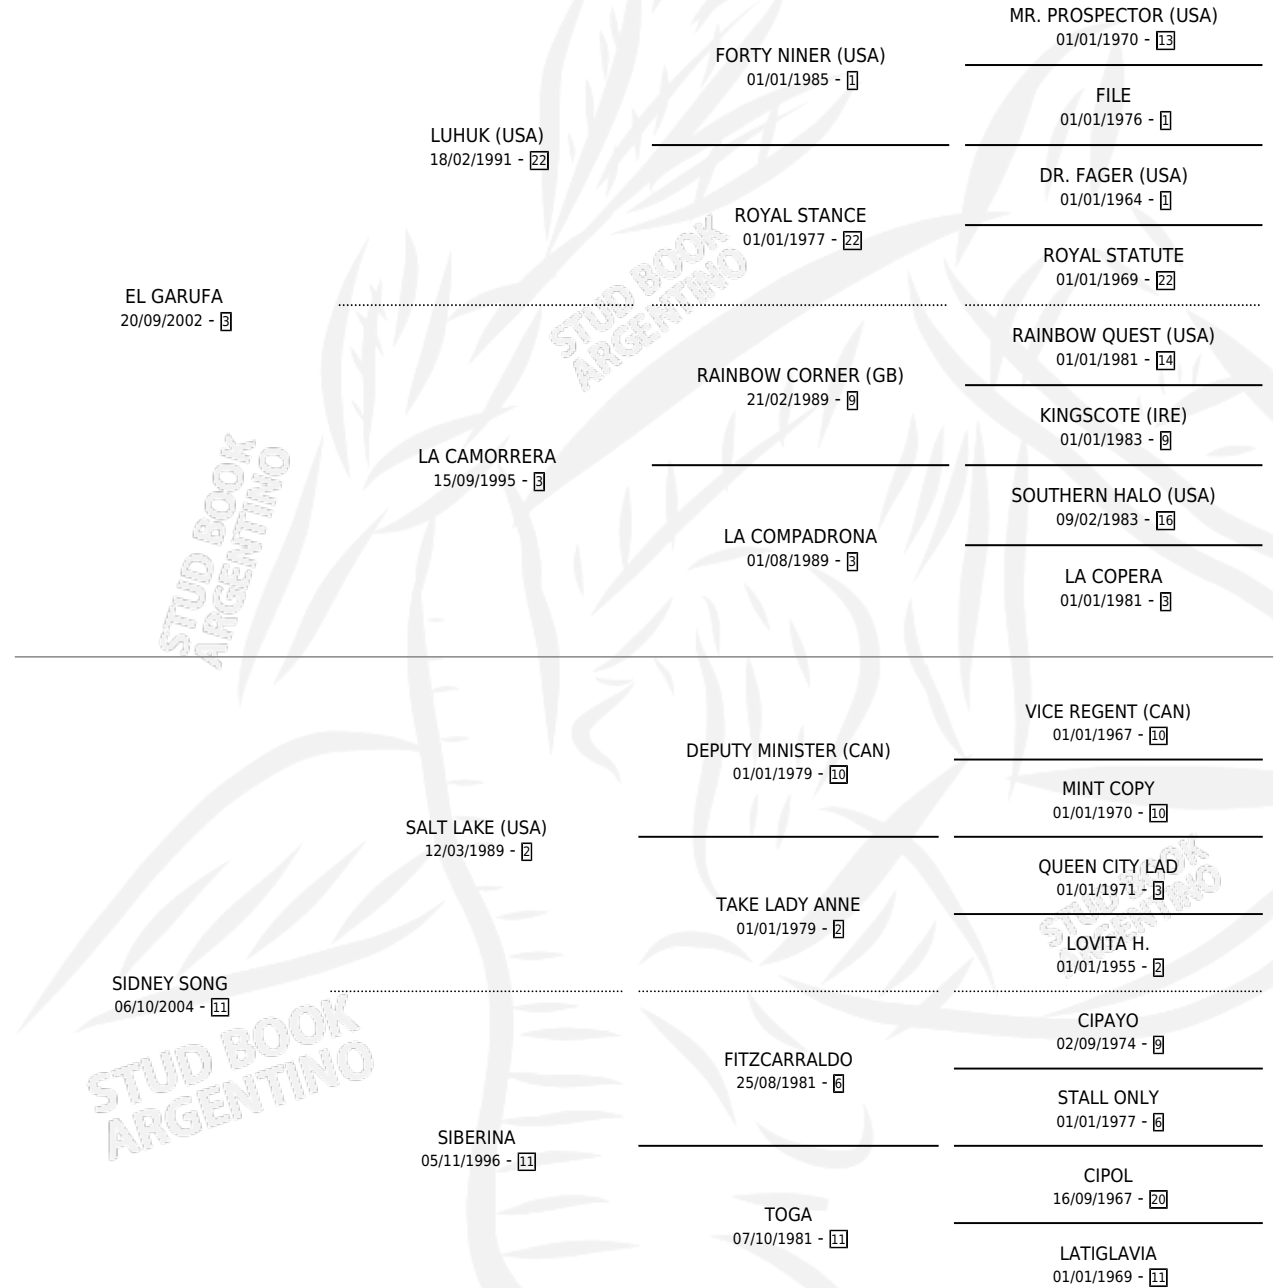 MR. PROSPECTOR (USA)
01/01/1970 - 13
FORTY NINER (USA)
01/01/1985 - 1
FILE
01/01/1976 - 1
LUHUK (USA)
18/02/1991 - 22
DR. FAGER (USA)
01/01/1964 - 1
ROYAL STANCE
01/01/1977 - 22
ROYAL STATUTE
01/01/1969 - 22
EL GARUFA
20/09/2002 - 3
STUD BOOK
ARGENTINO
RAINBOW QUEST (USA)
01/01/1981 - 14
RAINBOW CORNER (GB)
21/02/1989 - 9
KINGSCOTE (IRE)
01/01/1983 - 9
LA CAMORRERA
15/09/1995 - 3
SOUTHERN HALO (USA)
09/02/1983 - 16
LA COMPADRONA
01/08/1989 - 3
LA COPERA
01/01/1981 - 3
STUD BOOK
ARGENTINO
VICE REGENT (CAN)
01/01/1967 - 10
DEPUTY MINISTER (CAN)
01/01/1979 - 10
MINT COPY
01/01/1970 - 10
SALT LAKE (USA)
12/03/1989 - 2
QUEEN CITY LAD
01/01/1971 - 3
TAKE LADY ANNE
01/01/1979 - 2
LOVITA H.
01/01/1955 - 2
STUD BOOK
ARGENTINO
SIDNEY SONG
06/10/2004 - 11
CIPAYO
02/09/1974 - 9
FITZCARRALDO
25/08/1981 - 6
STALL ONLY
01/01/1977 - 6
STUD BOOK
ARGENTINO
SIBERINA
05/11/1996 - 11
CIPOL
16/09/1967 - 20
TOGA
07/10/1981 - 11
LATIGLAVIA
01/01/1969 - 11